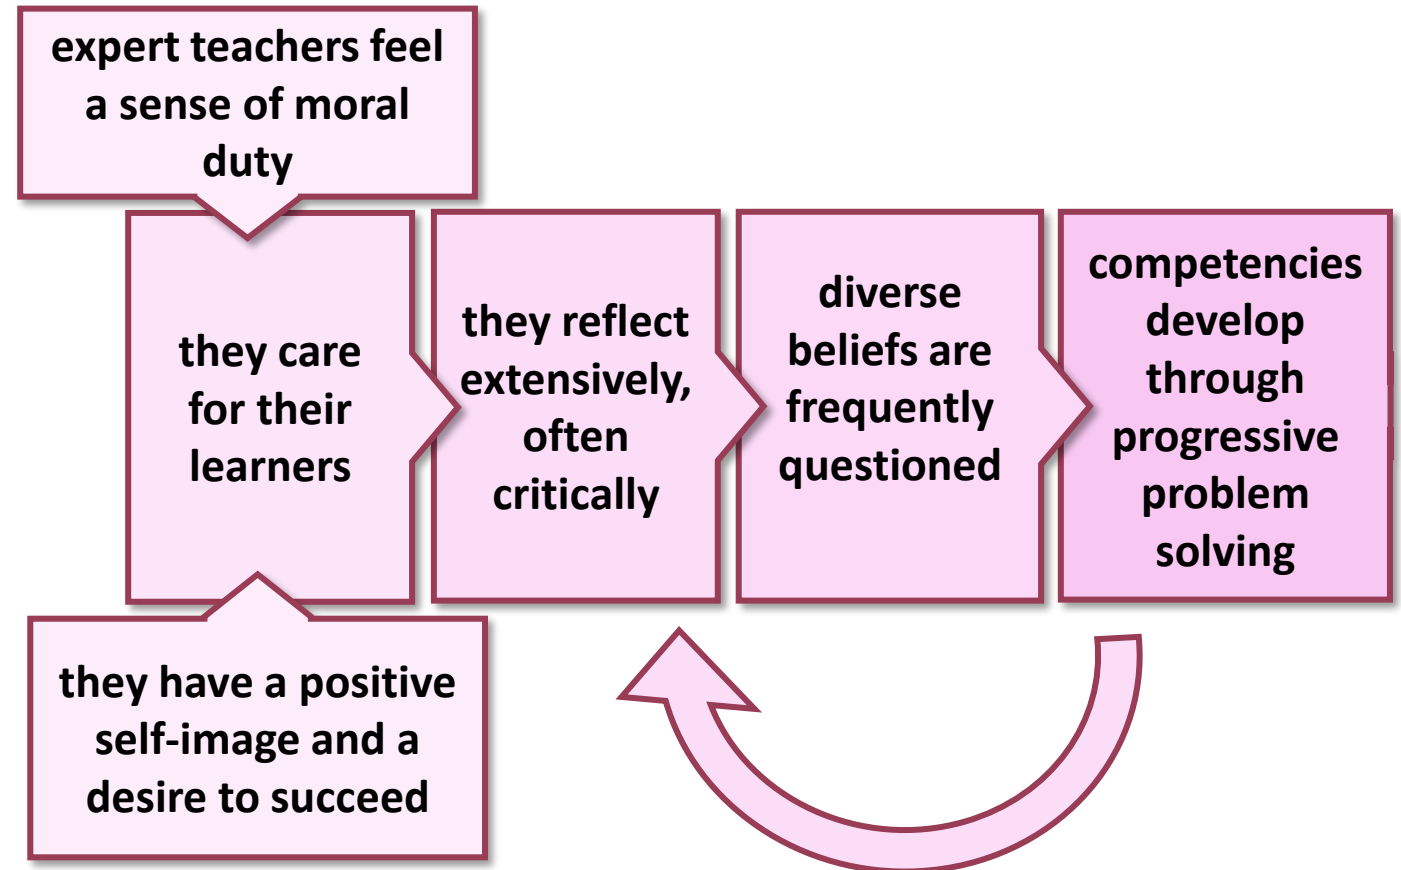 expert teachers feel
a sense of moral
duty
they care
for their
learners
they have a positive
self-image and a
desire to succeed
they reflect
extensively,
often
critically
diverse
beliefs are
frequently
questioned
competencies
develop
through
progressive
problem
solving